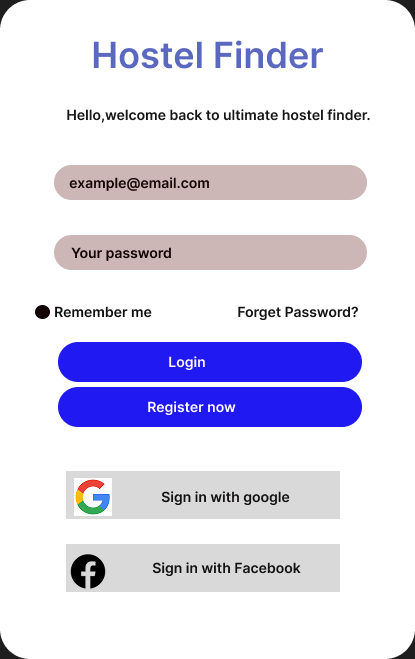 Hostel Finder
Hello,welcome back to ultimate hostel finder.
example@email.com
Your password
Remember me
Forget Password?
Login
Register now
Sign in with google
Sign in with Facebook